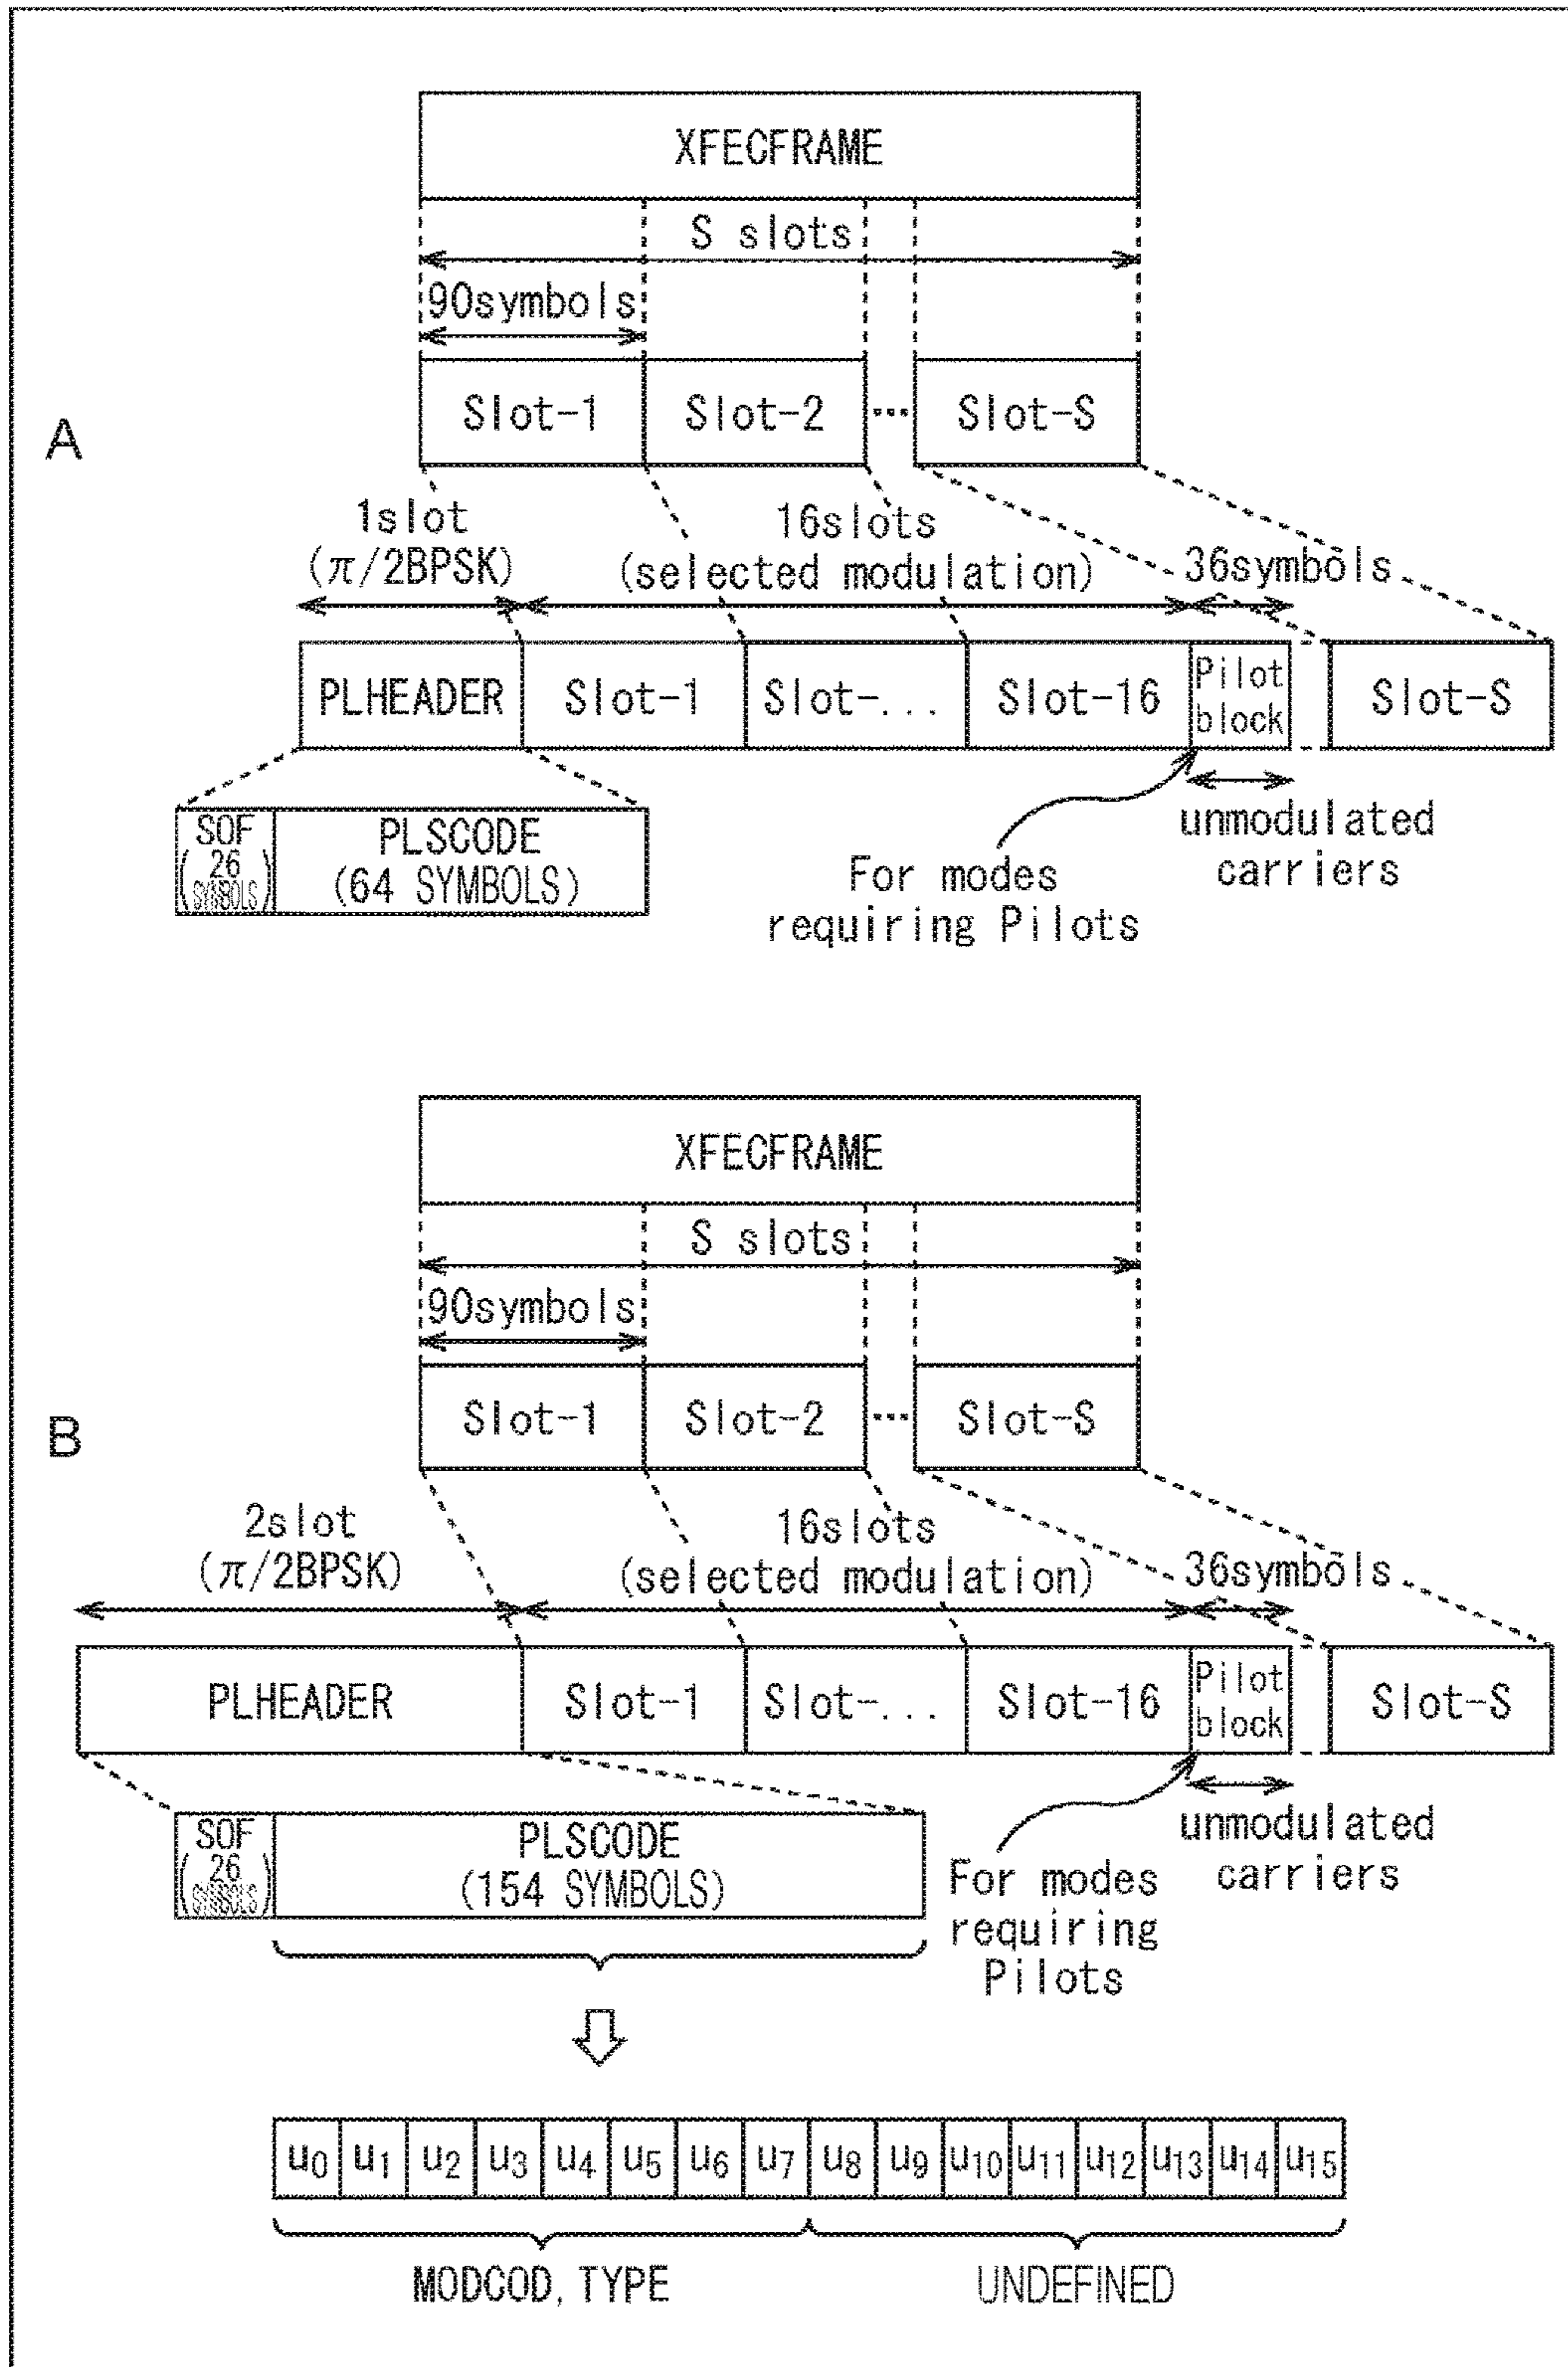 XFECFRAME
S slots
90symbols
A
Slot-1
Slot-2
...
Slot-S
1slot
(π/2BPSK)
16slots
(selected modulation)
36symbols
PLHEADER
Slot-1
Slot-...
Slot-16
Pilot
block
Slot-S
SOF
(26
SYMBOLS)
PLSCODE
(64 SYMBOLS)
For modes
requiring Pilots
unmodulated
carriers
XFECFRAME
S slots
90symbols
B
Slot-1
Slot-2
...
Slot-S
2slot
(π/2BPSK)
16slots
(selected modulation)
36symbols
PLHEADER
Slot-1
Slot-...
Slot-16
Pilot
block
Slot-S
SOF
(26
SYMBOLS)
PLSCODE
(154 SYMBOLS)
For modes
requiring
Pilots
unmodulated
carriers
u0 u1 u2 u3 u4 u5 u6 u7 u8 u9 u10 u11 u12 u13 u14 u15
MODCOD, TYPE
UNDEFINED